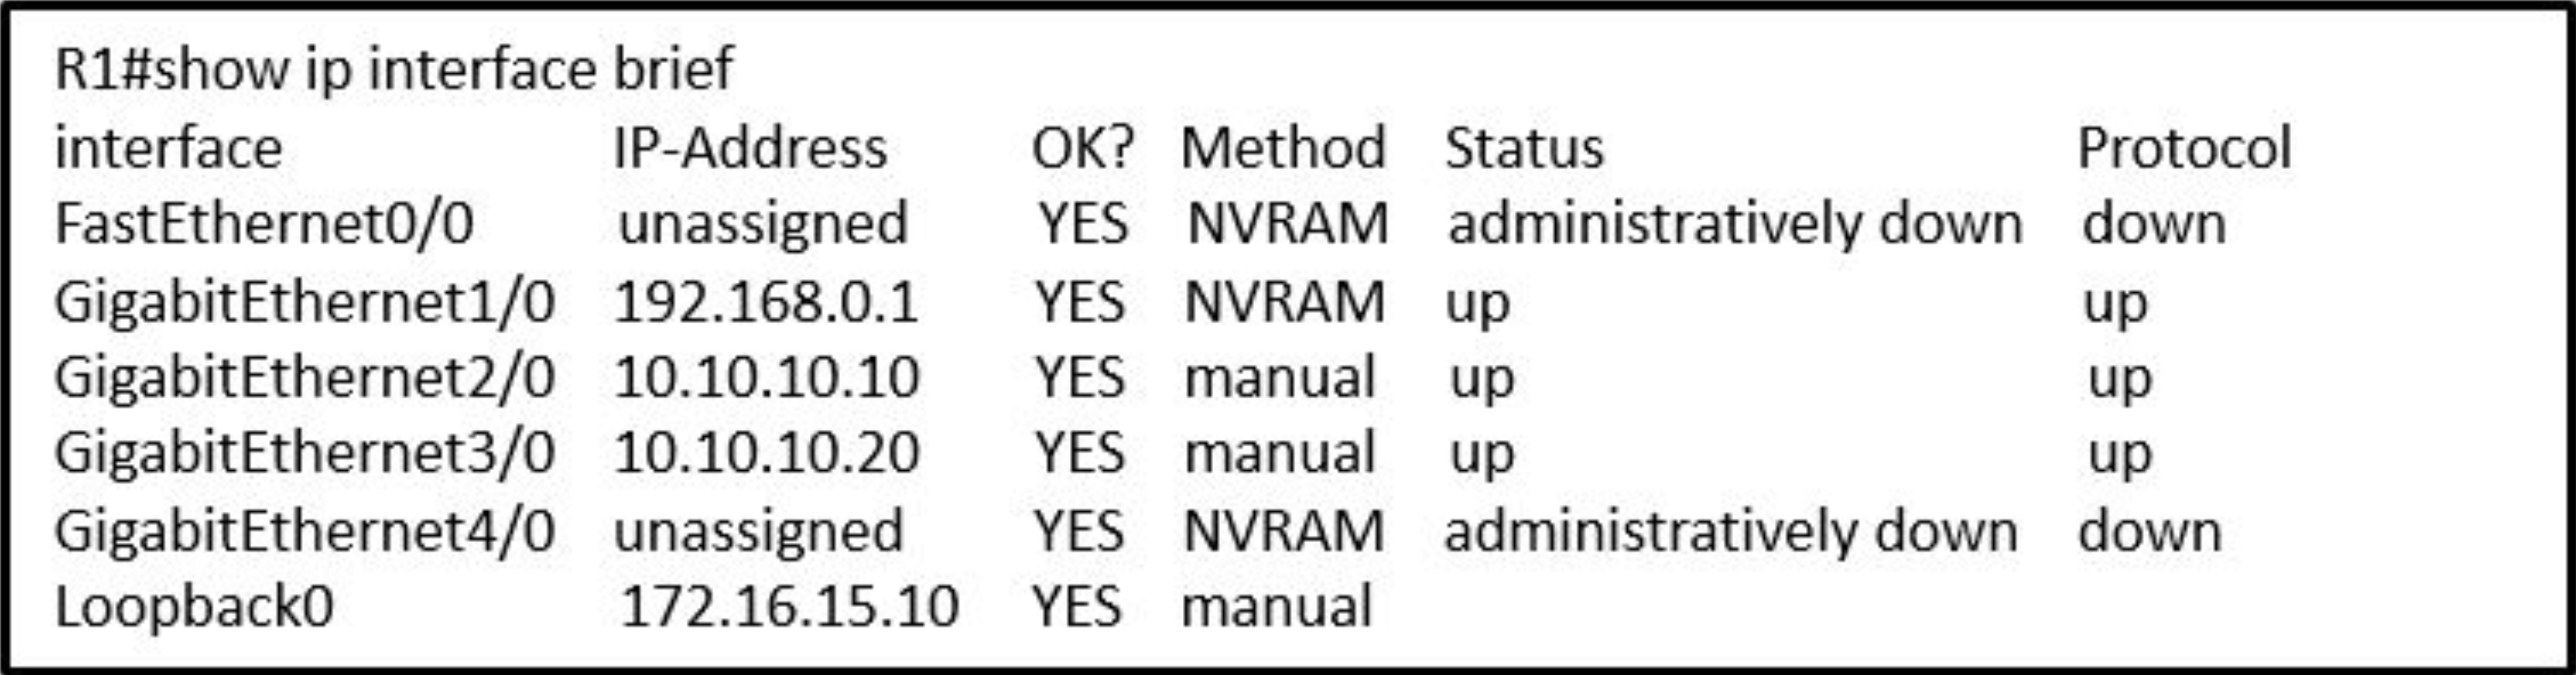 R1#show ip interface brief
interface IP-Address OK? Method Status Protocol
FastEthernet0/0 unassigned YES NVRAM administratively down down
GigabitEthernet1/0 192.168.0.1 YES NVRAM up up
GigabitEthernet2/0 10.10.10.10 YES manual up up
GigabitEthernet3/0 10.10.10.20 YES manual up up
GigabitEthernet4/0 unassigned YES NVRAM administratively down down
Loopback0 172.16.15.10 YES manual